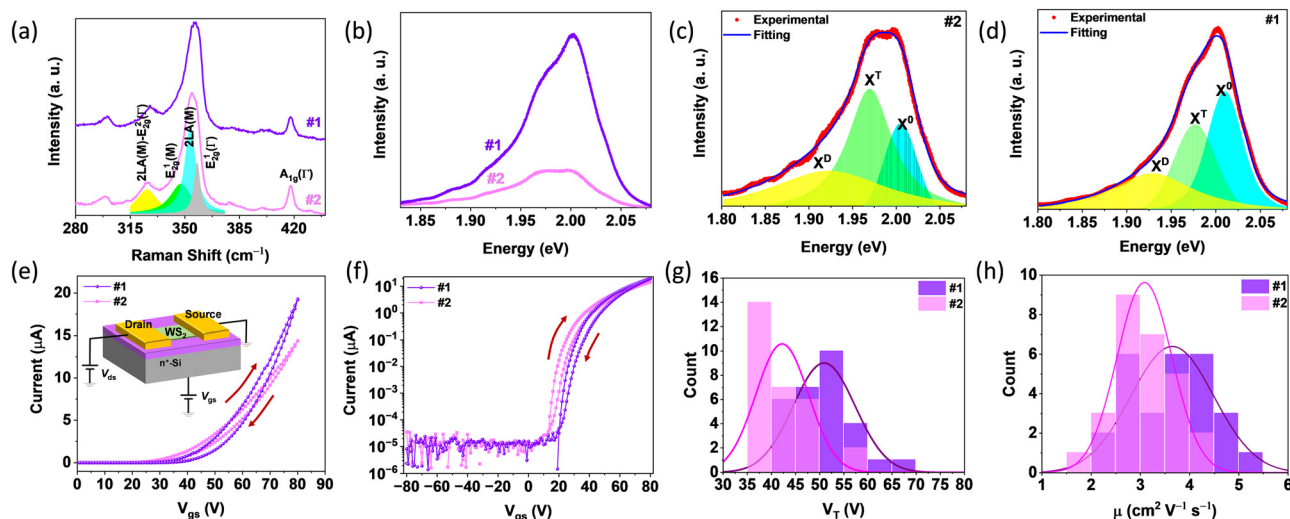 (a)
Intensity (a. u.)
2LA(M)-E²₂g(Γ)
E¹₂g(M)
2LA(M)
E¹₂g(Γ)
A₁g(Γ)
#1
#2
280 315 350 385 420
Raman Shift (cm⁻¹)
(b)
Intensity (a. u.)
#1
#2
1.85 1.90 1.95 2.00 2.05
Energy (eV)
(c)
Experimental
Fitting
#2
Intensity (a. u.)
Xᴰ
Xᵀ
X⁰
1.80 1.85 1.90 1.95 2.00 2.05
Energy (eV)
(d)
Experimental
Fitting
#1
Intensity (a. u.)
Xᴰ
Xᵀ
X⁰
1.80 1.85 1.90 1.95 2.00 2.05
Energy (eV)
(e)
#1
#2
Current (μA)
20
15
10
5
0
Drain
Source
WS₂
n⁺-Si
Vds
Vgs
0 10 20 30 40 50 60 70 80 90
Vgs (V)
(f)
#1
#2
Current (μA)
10¹
10⁰
10⁻¹
10⁻²
10⁻³
10⁻⁴
10⁻⁵
10⁻⁶
−80 −60 −40 −20 0 20 40 60 80
Vgs (V)
(g)
#1
#2
Count
16
14
12
10
8
6
4
2
0
30 35 40 45 50 55 60 65 70 75 80
V_T (V)
(h)
#1
#2
Count
10
8
6
4
2
0
1 2 3 4 5 6
μ (cm² V⁻¹ s⁻¹)